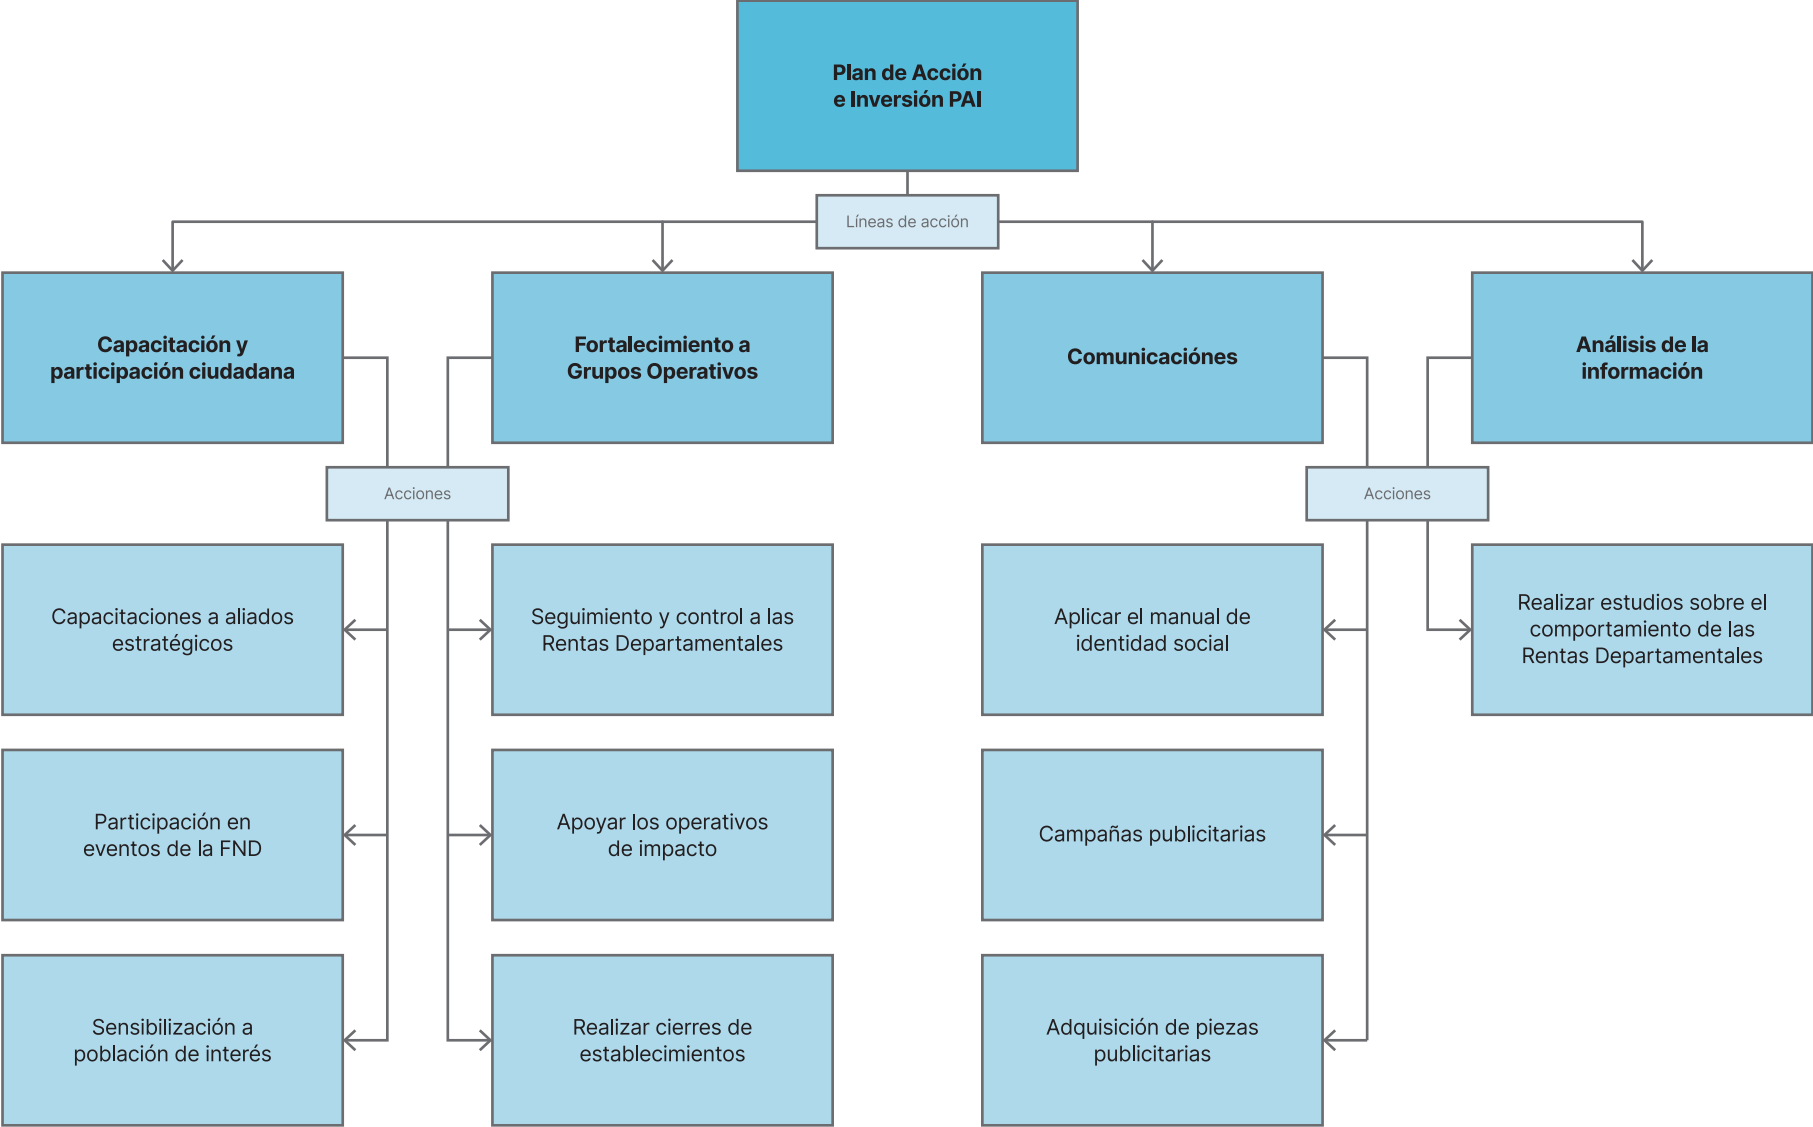 Plan de Acción
e Inversión PAI
Líneas de acción
Capacitación y
participación ciudadana
Fortalecimiento a
Grupos Operativos
Comunicaciónes
Análisis de la
información
Acciones
Acciones
Capacitaciones a aliados
estratégicos
Seguimiento y control a las
Rentas Departamentales
Aplicar el manual de
identidad social
Realizar estudios sobre el
comportamiento de las
Rentas Departamentales
Participación en
eventos de la FND
Apoyar los operativos
de impacto
Campañas publicitarias
Sensibilización a
población de interés
Realizar cierres de
establecimientos
Adquisición de piezas
publicitarias